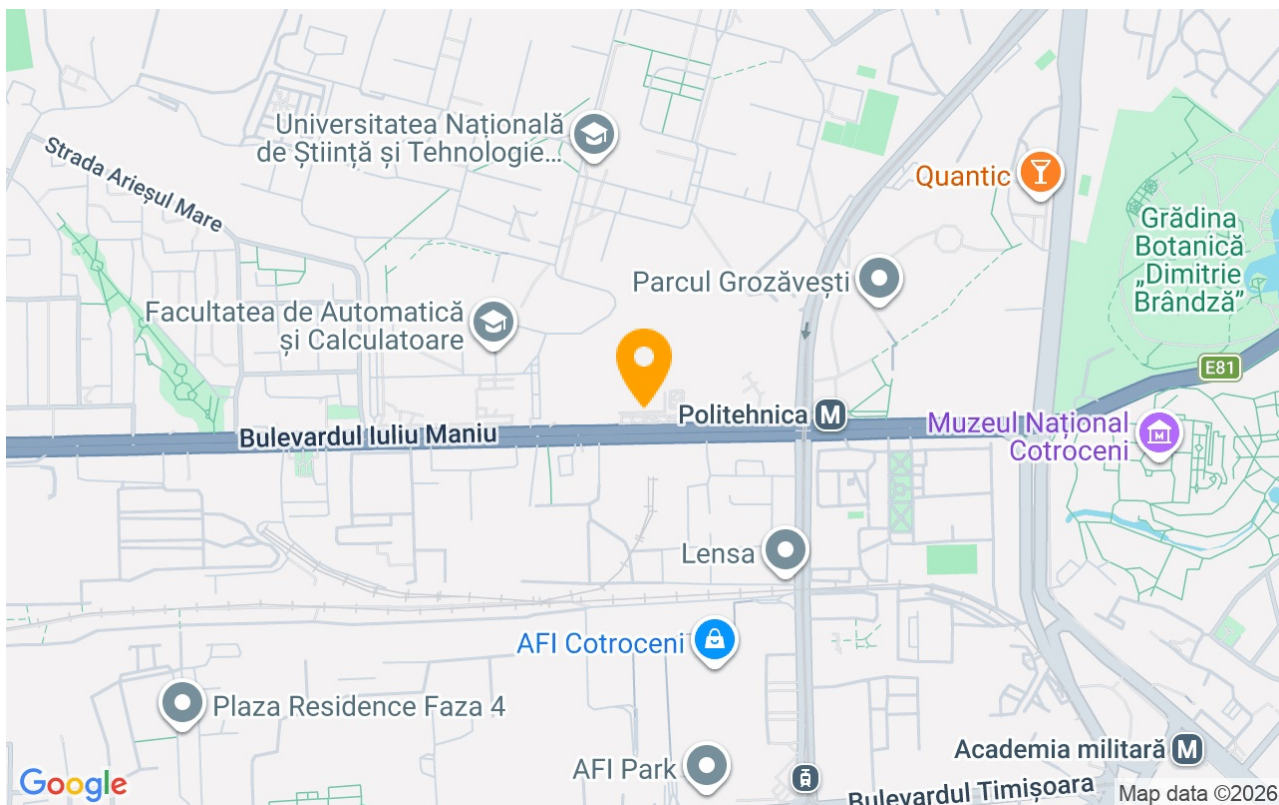 Universitatea Națională
de Știință și Tehnologie...
Strada Arieșul Mare
Quantic
Grădina
Botanică
„Dimitrie
Brândză”
Parcul Grozăvești
Facultatea de Automatică
și Calculatoare
E81
Politehnica M
Bulevardul Iuliu Maniu
Muzeul Național
Cotroceni
M
Lensa
AFI Cotroceni
Plaza Residence Faza 4
Academia militară M
AFI Park
Bulevardul Timișoara
Google
Map data ©2026